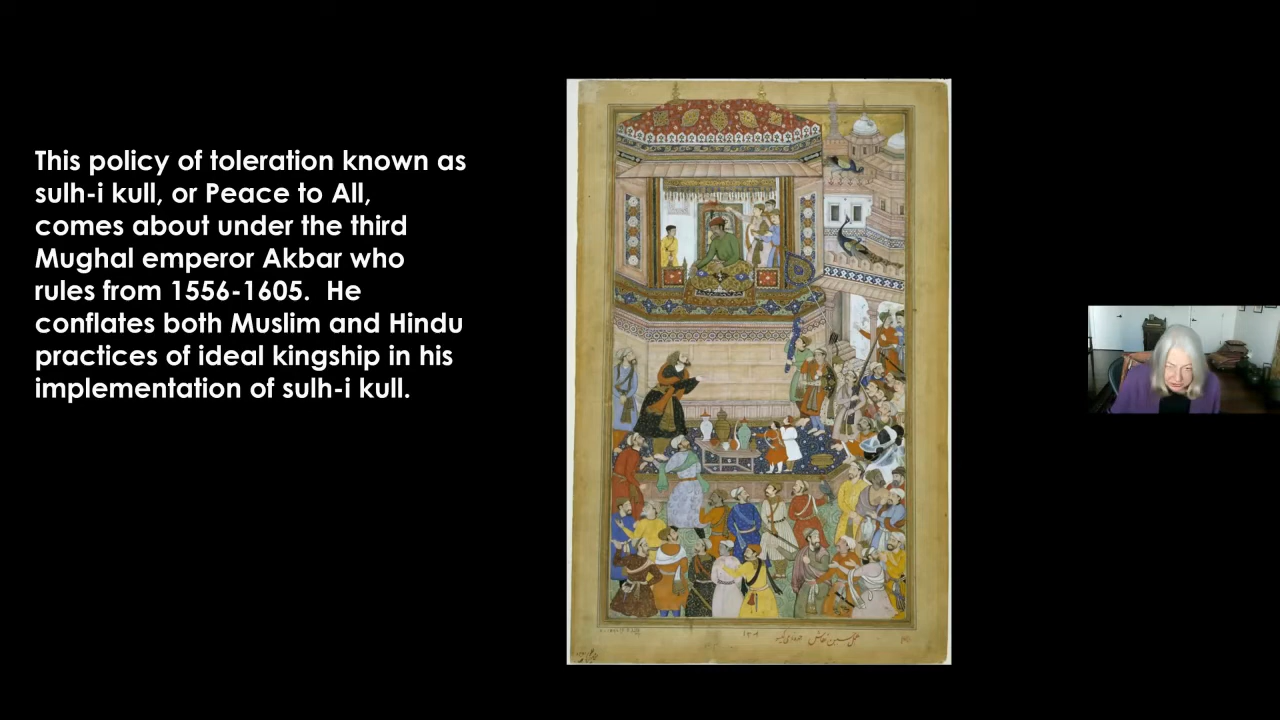 This policy of toleration known as
sulh-i kull, or Peace to All,
comes about under the third
Mughal emperor Akbar who
rules from 1556-1605.  He
conflates both Muslim and Hindu
practices of ideal kingship in his
implementation of sulh-i kull.